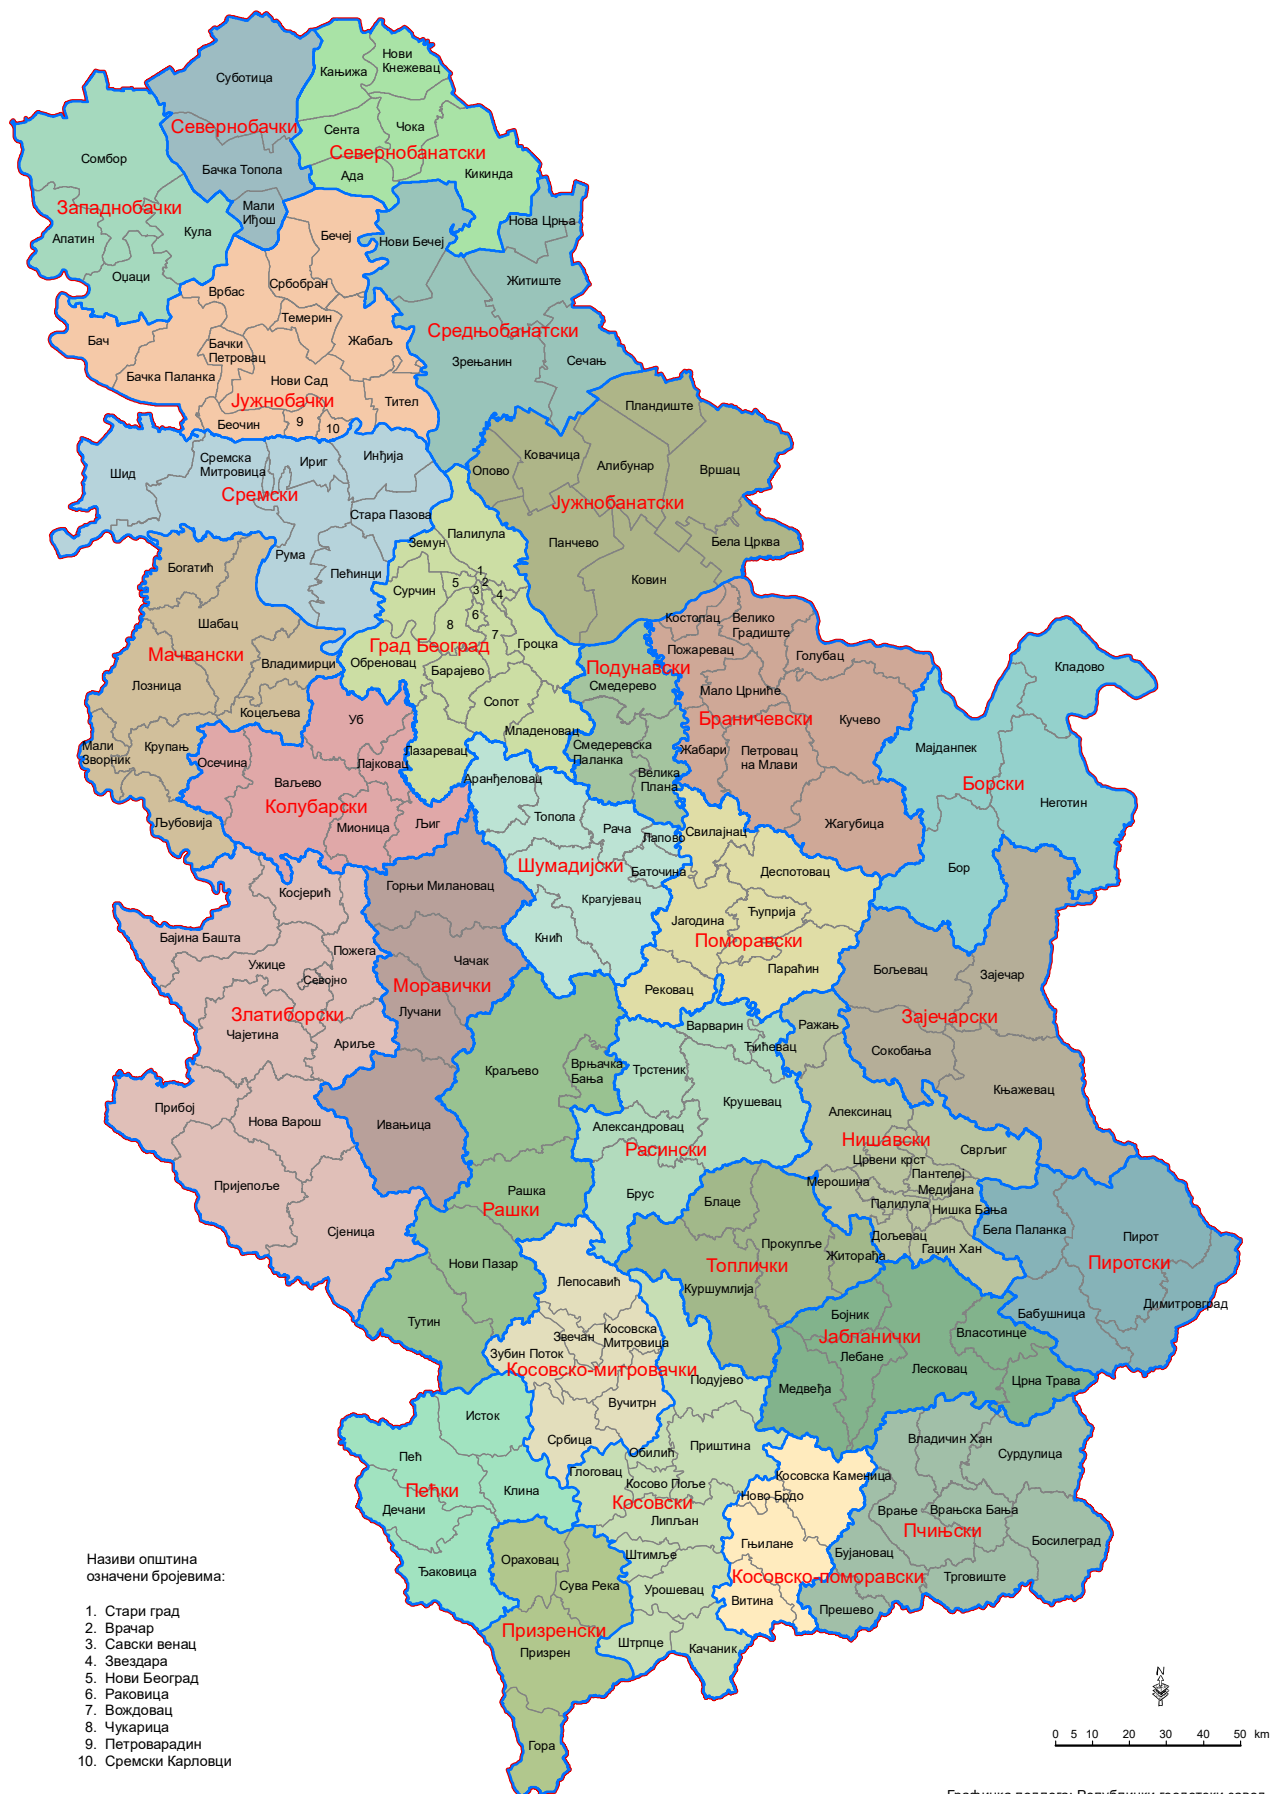 Суботица
Кањижа
Нови
Кнежевац
Севернобачки
Сента
Чока
Севернобанатски
Сомбор
Бачка Топола
Ада
Кикинда
Западнобачки
Мали
Иђош
Нова Црња
Апатин
Кула
Бечеј
Нови Бечеј
Оџаци
Врбас
Србобран
Житиште
Темерин
Средњобанатски
Бач
Бачки
Петровац
Жабаљ
Зрењанин
Сечањ
Бачка Паланка
Нови Сад
Јужнобачки
Тител
Пландиште
Беочин
9
10
Шид
Сремска
Митровица
Ириг
Инђија
Опово
Ковачица
Алибунар
Вршац
Сремски
Јужнобанатски
Стара Пазова
Палилула
Земун
Панчево
Бела Црква
Рума
Богатић
Пећинци
Сурчин
1
5
2
3
4
Ковин
Шабац
8
6
7
Костолац
Велико
Градиште
Мачвански
Град Београд
Гроцка
Пожаревац
Голубац
Владимирци
Обреновац
Барајево
Подунавски
Кладово
Лозница
Смедерево
Мало Црниће
Коцељева
Уб
Сопот
Браничевски
Кучево
Младеновац
Мали
Зворник
Крупањ
Осечина
Лајковац
Лазаревац
Смедеревска
Паланка
Жабари
Петровац
на Млави
Мајданпек
Ваљево
Аранђеловац
Велика
Плана
Борски
Колубарски
Неготин
Љубовија
Мионица
Љиг
Топола
Рача
Лапово
Свилајнац
Жагубица
Шумадијски
Баточина
Деспотовац
Бор
Косјерић
Горњи Милановац
Крагујевац
Јагодина
Ћуприја
Бајина Башта
Кнић
Поморавски
Пожега
Чачак
Ужице
Севојно
Моравички
Параћин
Бољевац
Зајечар
Рековац
Златиборски
Лучани
Зајечарски
Чајетина
Ариље
Варварин
Ражањ
Ћићевац
Сокобања
Краљево
Врњачка
Бања
Трстеник
Књажевац
Прибој
Нова Варош
Ивањица
Крушевац
Алексинац
Александровац
Нишавски
Расински
Сврљиг
Црвени крст
Пантелеј
Пријепоље
Рашка
Брус
Мерошина
Медијана
Рашки
Блаце
Палилула
Нишка Бања
Сјеница
Дољевац
Бела Паланка
Пирот
Прокупље
Житорађа
Гаџин Хан
Нови Пазар
Топлички
Пиротски
Лепосавић
Куршумлија
Тутин
Бојник
Бабушница
Димитровград
Звечан
Косовска
Митровица
Јабланички
Власотинце
Зубин Поток
Лебане
Косовско-митровачки
Лесковац
Подујево
Медвеђа
Црна Трава
Исток
Вучитрн
Пећ
Србица
Обилић
Приштина
Владичин Хан
Сурдулица
Глоговац
Косовска Каменица
Пећки
Клина
Косово Поље
Ново Брдо
Дечани
Косовски
Врање
Врањска Бања
Липљан
Пчињски
Гњилане
Босилеград
Ораховац
Штимље
Бујановац
Ђаковица
Сува Река
Урошевац
Косовско-поморавски
Трговиште
Витина
Прешево
Призренски
Штрпце
Качаник
Призрен
Гора
Називи општина
означени бројевима:
1. Стари град
2. Врачар
3. Савски венац
4. Звездара
5. Нови Београд
6. Раковица
7. Вождовац
8. Чукарица
9. Петроварадин
10. Сремски Карловци
N
0 5 10 20 30 40 50 km